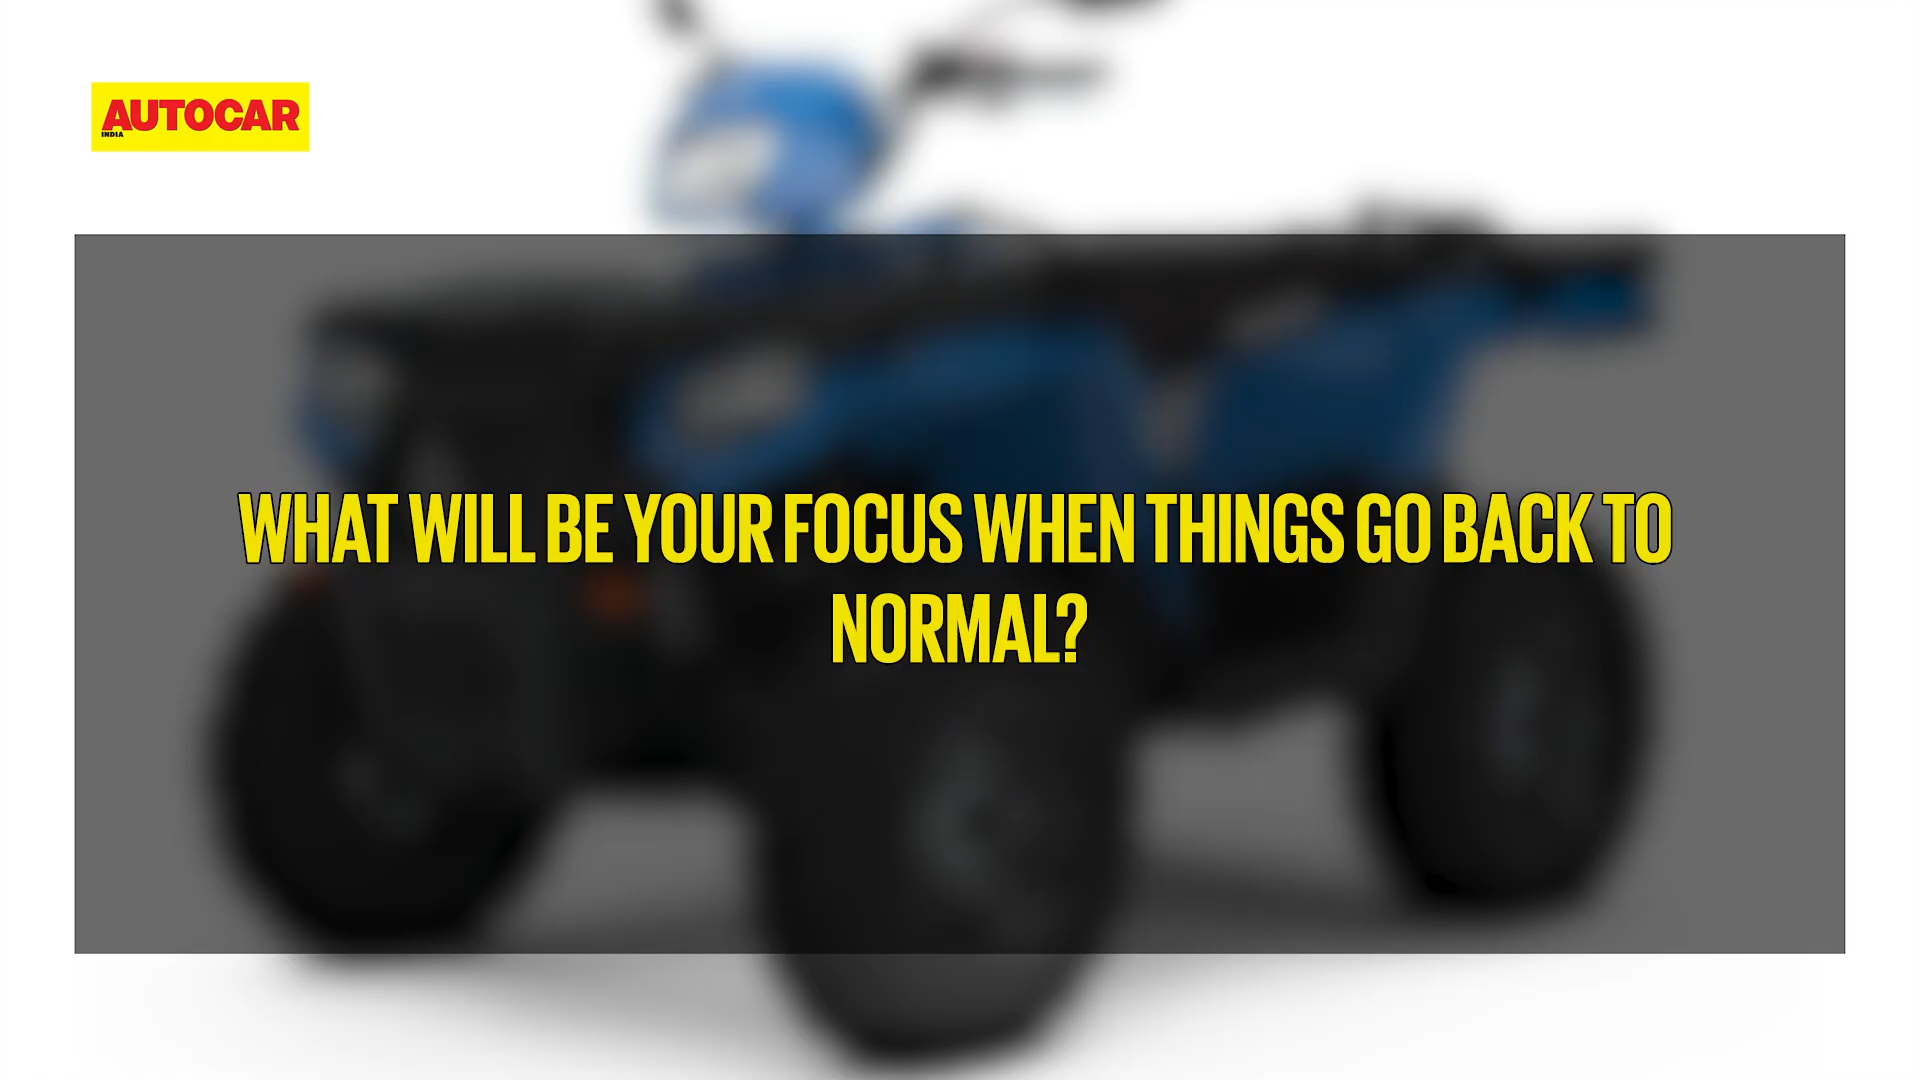 AUTOCAR
INDIA
WHAT WILL BE YOUR FOCUS WHEN THINGS GO BACK TO
NORMAL?